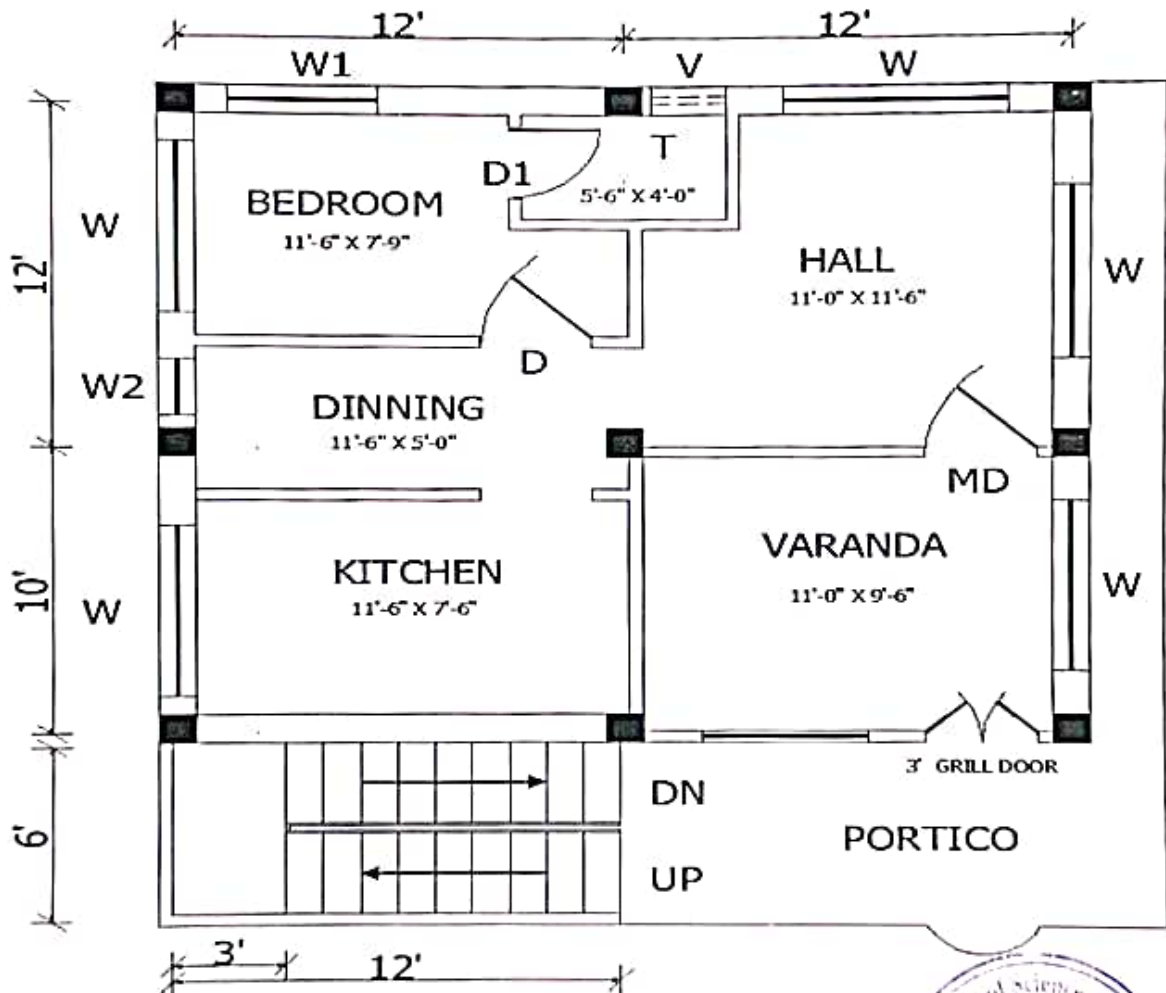 12' 12'
W1 V W
T
D1
5'-6" X 4'-0"
BEDROOM
11'-6" X 7'-9"
W
HALL
11'-0" X 11'-6"
W
12'
D
W2
DINNING
11'-6" X 5'-0"
MD
VARANDA
11'-0" X 9'-6"
KITCHEN
11'-6" X 7'-6"
10'
W
W
3' GRILL DOOR
DN
PORTICO
UP
6'
3'
12'